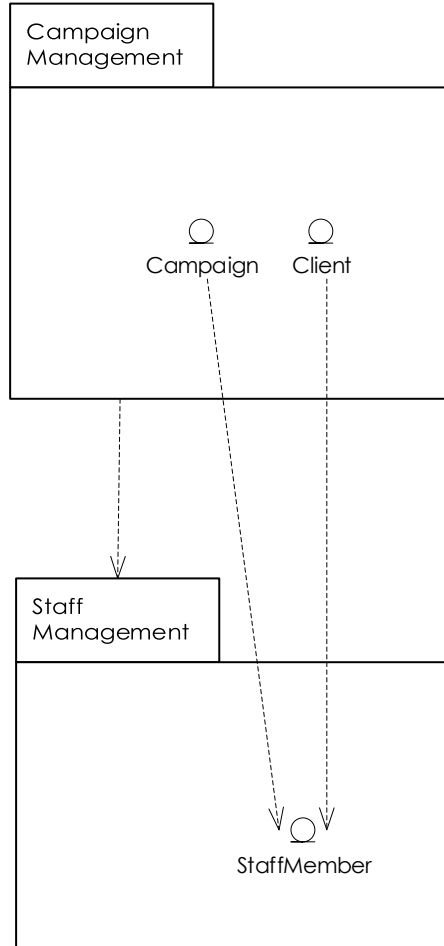 Campaign
Management
Campaign Client
Staff
Management
StaffMember